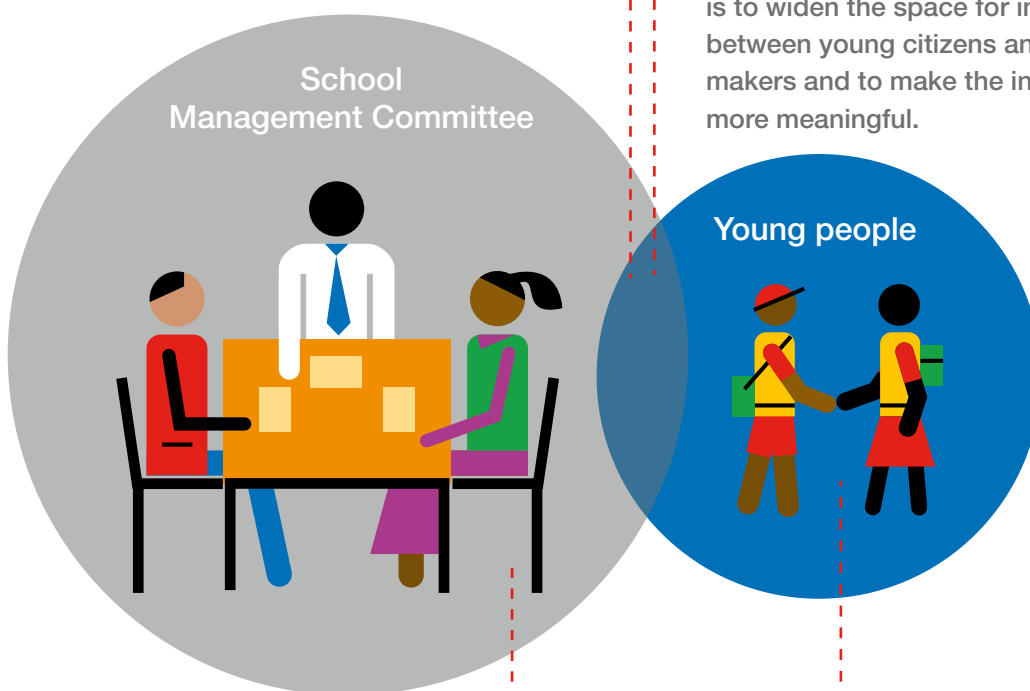 is to widen the space for in
between young citizens an
makers and to make the in
more meaningful.
School
Management Committee
Young people